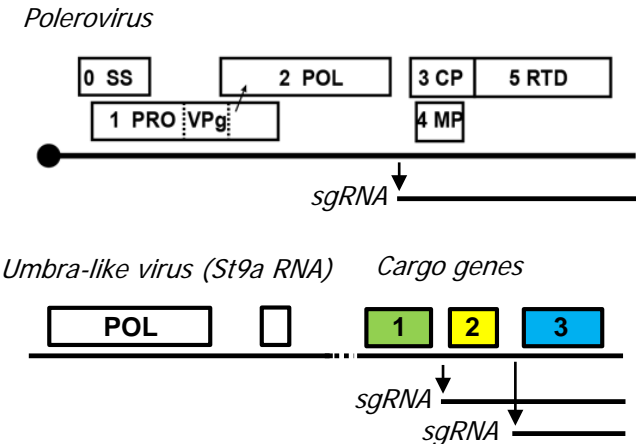 Polerovirus
0 SS
2 POL
3 CP
5 RTD
1 PRO VPg
4 MP
sgRNA
Umbra-like virus (St9a RNA)
Cargo genes
POL
1
2
3
sgRNA
sgRNA